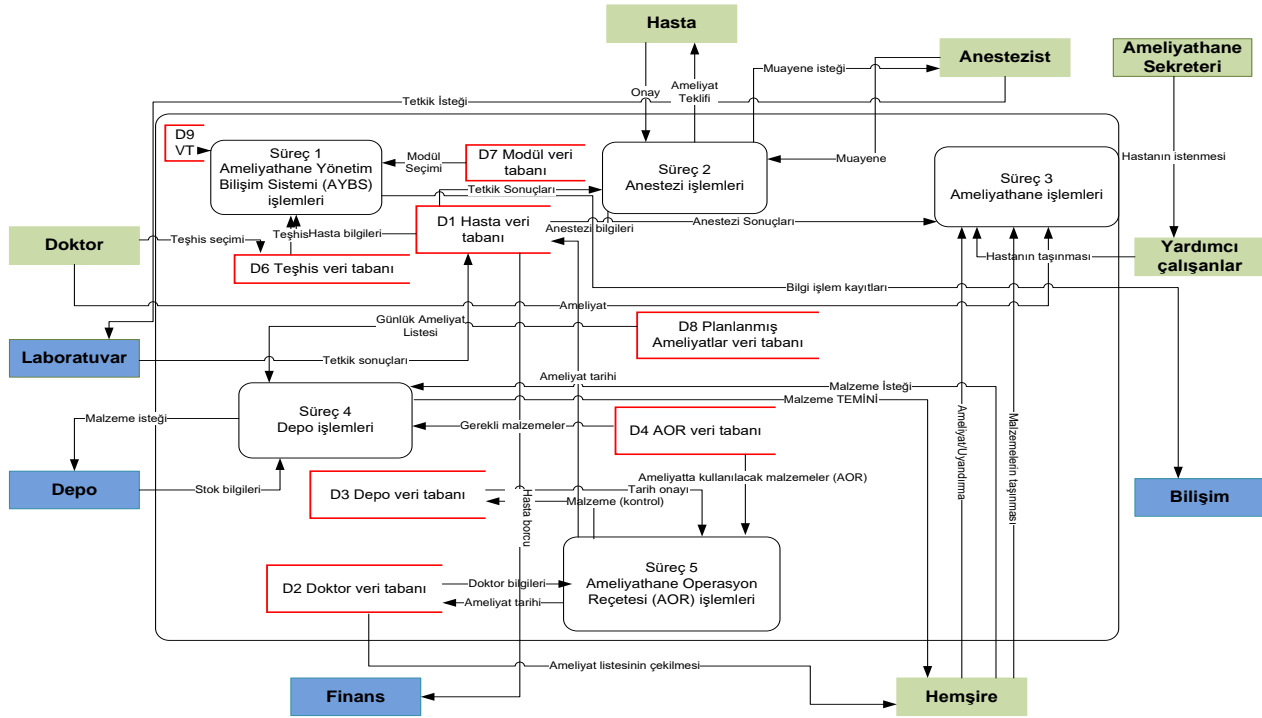 Hasta
Anestezist
Ameliyathane
Sekreteri
Muayene isteği
Onay
Ameliyat
Teklifi
Tetkik İsteği
D9
VT
Süreç 1
Ameliyathane Yönetim
Bilişim Sistemi (AYBS)
işlemleri
Modül
Seçimi
D7 Modül veri
tabanı
Süreç 2
Anestezi işlemleri
Muayene
Süreç 3
Ameliyathane işlemleri
Hastanın istenmesi
Tetkik Sonuçları
D1 Hasta veri
tabanı
Anestezi Sonuçları
Anestezi bilgileri
Doktor
Teşhis seçimi
Teşhis
Hasta bilgileri
D6 Teşhis veri tabanı
Hastanın taşınması
Yardımcı
çalışanlar
Bilgi işlem kayıtları
Ameliyat
Günlük Ameliyat
Listesi
D8 Planlanmış
Ameliyatlar veri tabanı
Laboratuvar
Tetkik sonuçları
Ameliyat tarihi
Malzeme İsteği
Malzeme TEMİNİ
Süreç 4
Depo işlemleri
Malzeme isteği
Gerekli malzemeler
D4 AOR veri tabanı
Ameliyat/Uyandırma
Malzemelerin taşınması
Ameliyatta kullanılacak malzemeler (AOR)
Depo
Stok bilgileri
D3 Depo veri tabanı
Tarih onayı
Malzeme (kontrol)
Hasta borcu
Bilişim
Süreç 5
Ameliyathane Operasyon
Reçetesi (AOR) işlemleri
D2 Doktor veri tabanı
Doktor bilgileri
Ameliyat tarihi
Ameliyat listesinin çekilmesi
Finans
Hemşire